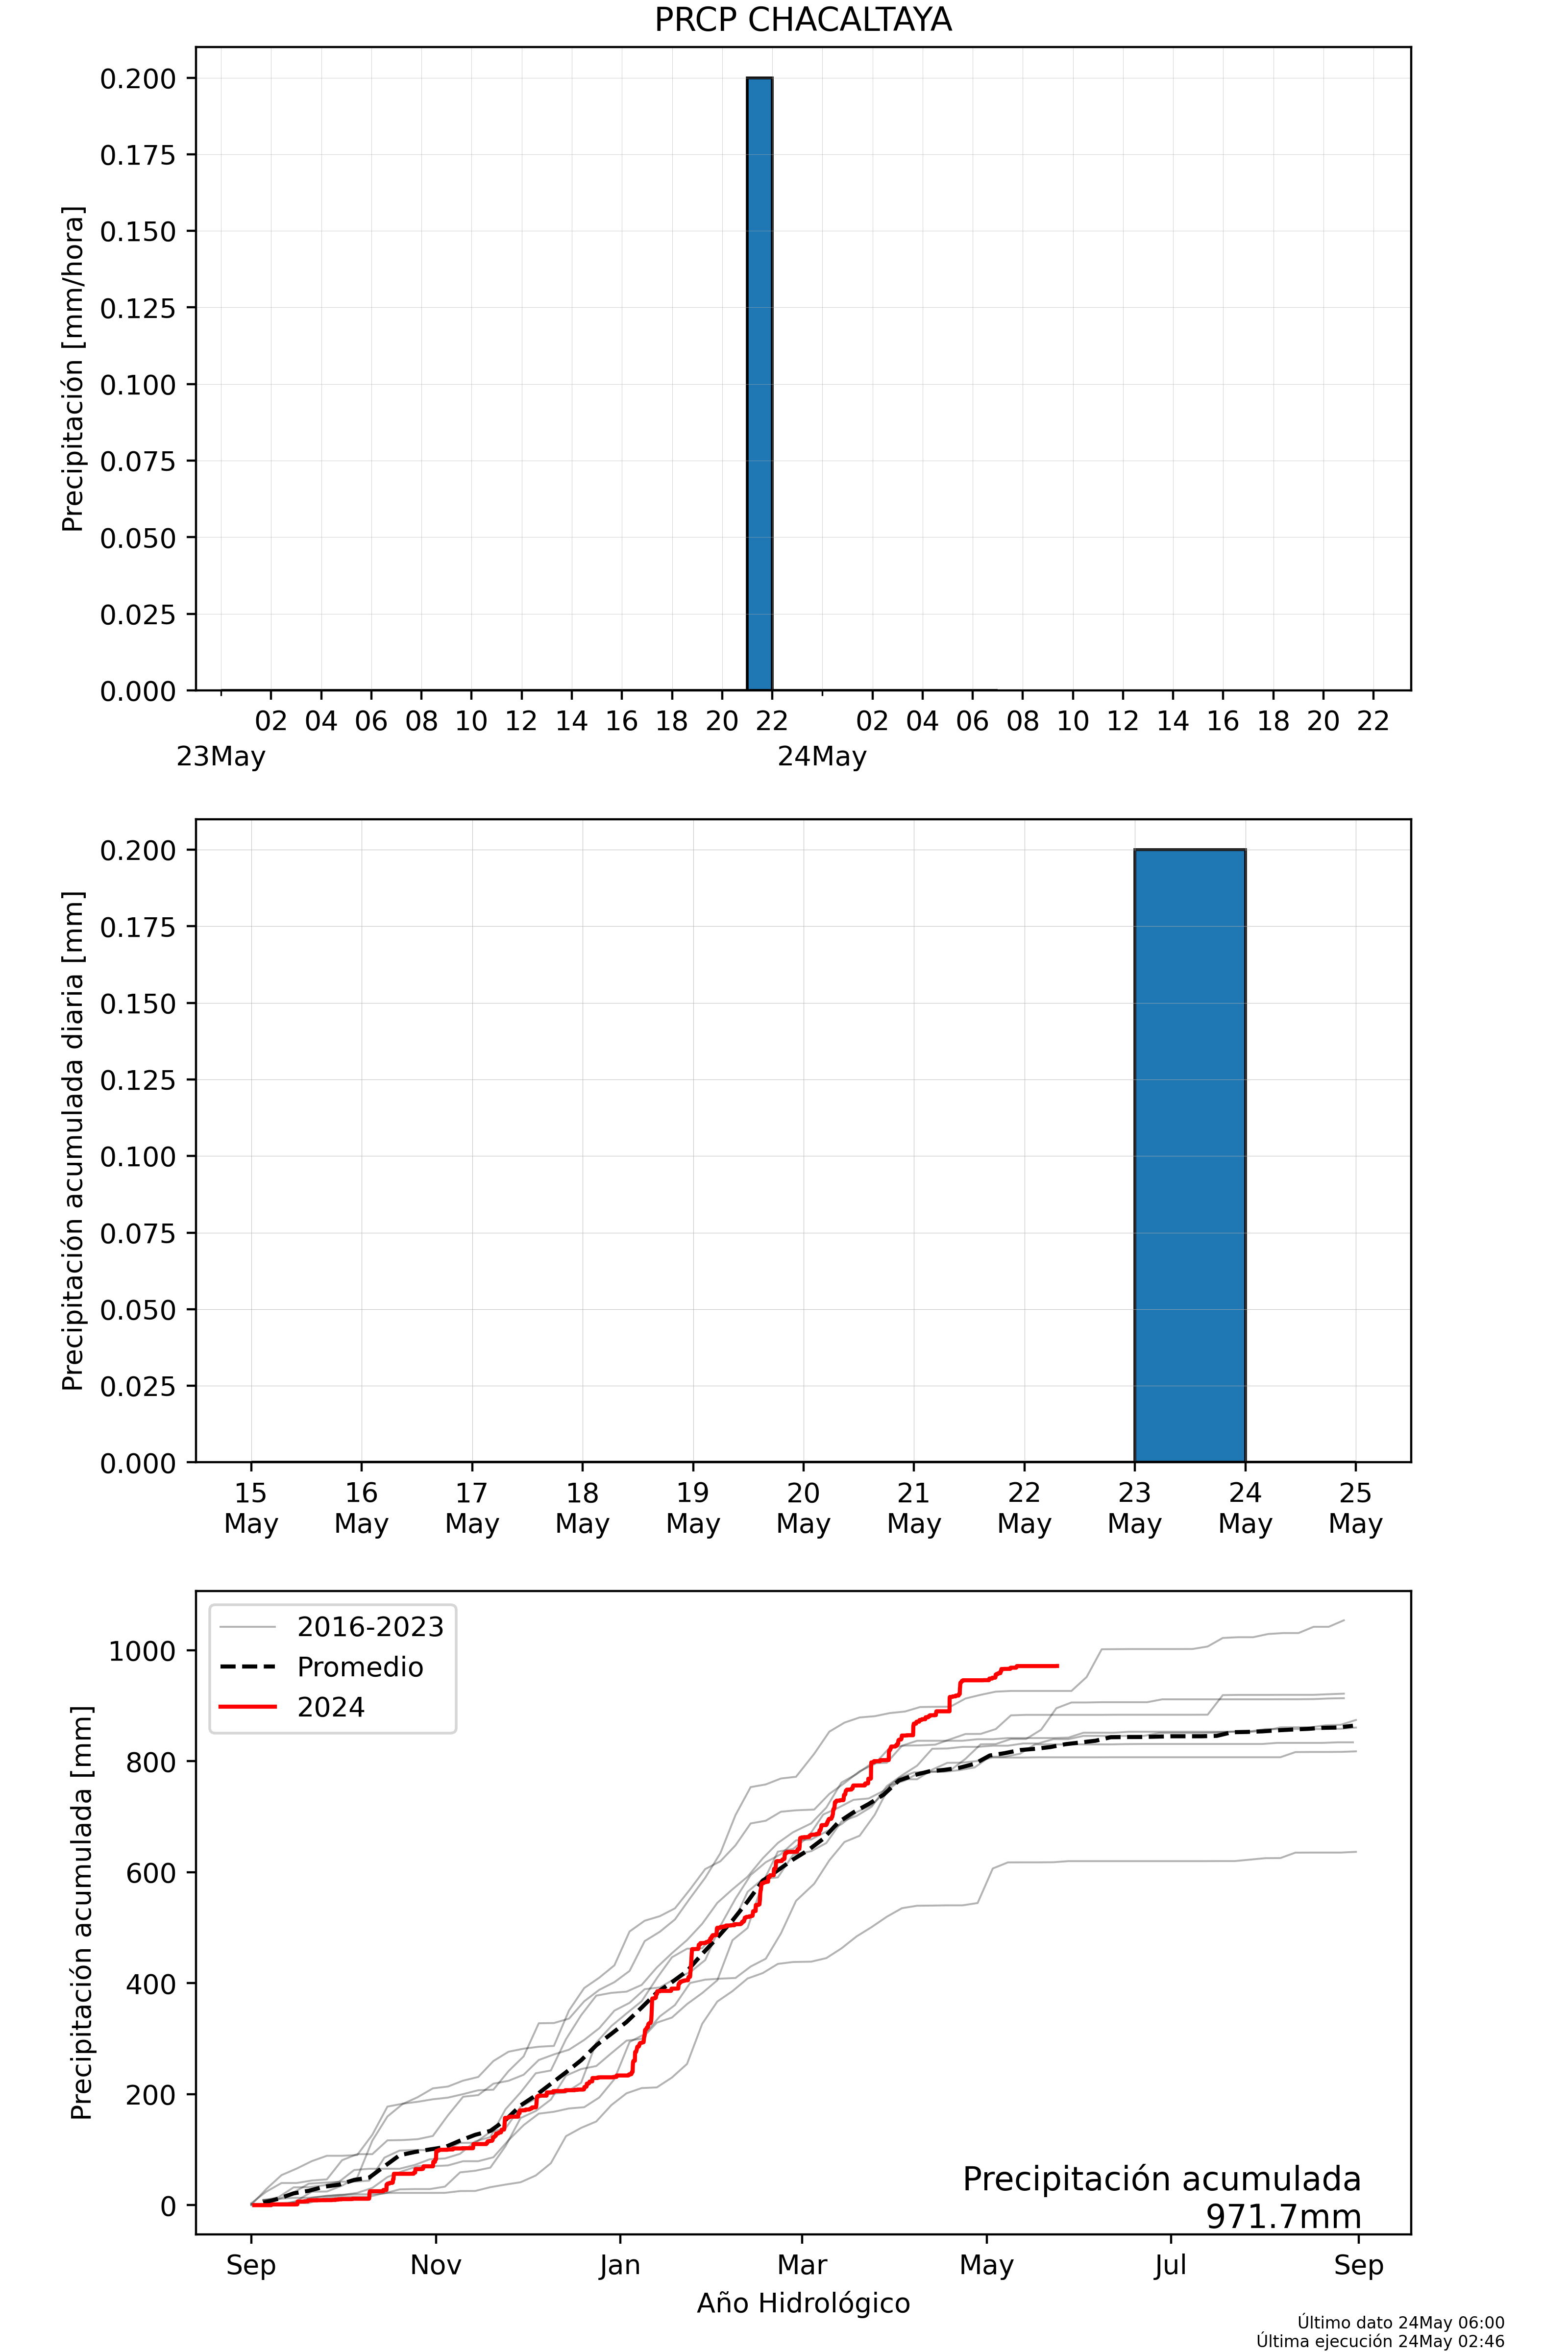 PRCP CHACALTAYA
Precipitación [mm/hora]
0.200
0.175
0.150
0.125
0.100
0.075
0.050
0.025
0.000
02 04 06 08 10 12 14 16 18 20 22 02 04 06 08 10 12 14 16 18 20 22
23May 24May
Precipitación acumulada diaria [mm]
0.200
0.175
0.150
0.125
0.100
0.075
0.050
0.025
0.000
15 16 17 18 19 20 21 22 23 24 25
May May May May May May May May May May May
Precipitación acumulada [mm]
1000
800
600
400
200
0
2016-2023
Promedio
2024
Precipitación acumulada
971.7mm
Sep Nov Jan Mar May Jul Sep
Año Hidrológico
Último dato 24May 06:00
Última ejecución 24May 02:46